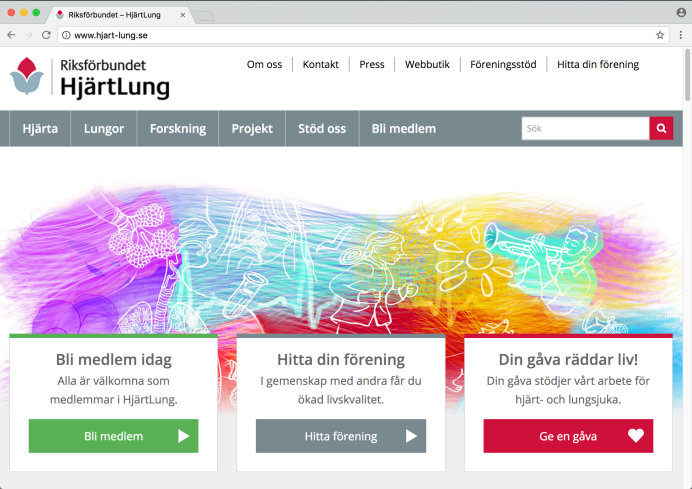 Riksförbundet – HjärtLung
www.hjart-lung.se
Riksförbundet
HjärtLung
Om oss
Kontakt
Press
Webbutik
Föreningsstöd
Hitta din förening
Hjärta
Lungor
Forskning
Projekt
Stöd oss
Bli medlem
Sök
Bli medlem idag
Alla är välkomna som
medlemmar i HjärtLung.
Bli medlem
Hitta din förening
I gemenskap med andra får du
ökad livskvalitet.
Hitta förening
Din gåva räddar liv!
Din gåva stödjer vårt arbete för
hjärt- och lungsjuka.
Ge en gåva